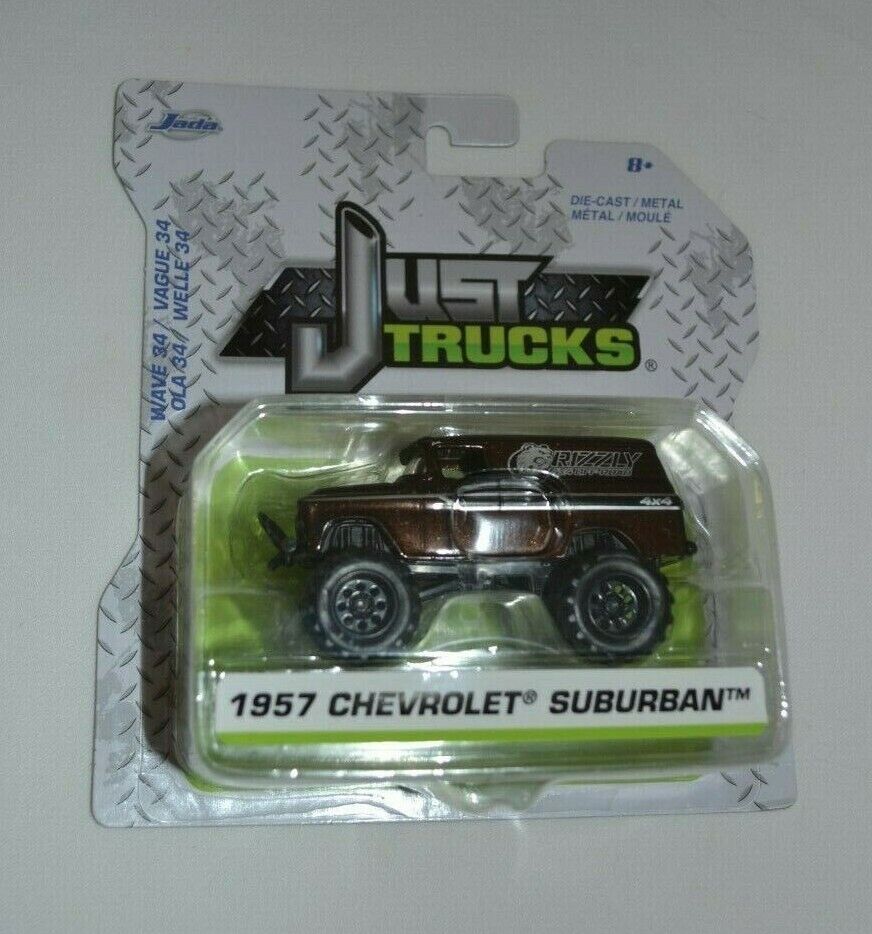 Jada
8+
DIE-CAST / METAL
MÉTAL / MOULÉ
WAVE 34 / VAGUE 34
OLA 34 / WELLE 34
JUST
TRUCKS®
GRIZZLY
4x4
1957 CHEVROLET® SUBURBAN™